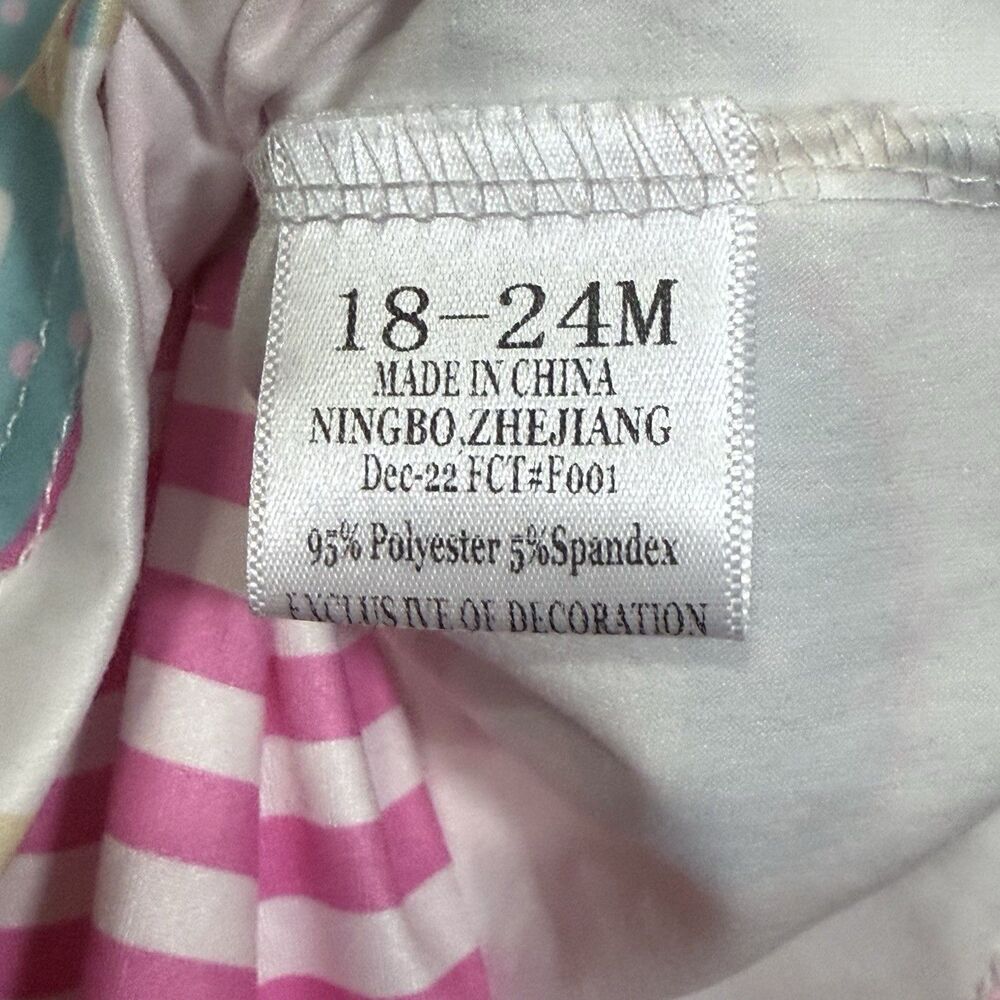 18-24M
MADE IN CHINA
NINGBO,ZHEJIANG
Dec-22 FCT#F001
95% Polyester 5%Spandex
EXCLUSIVE OF DECORATION